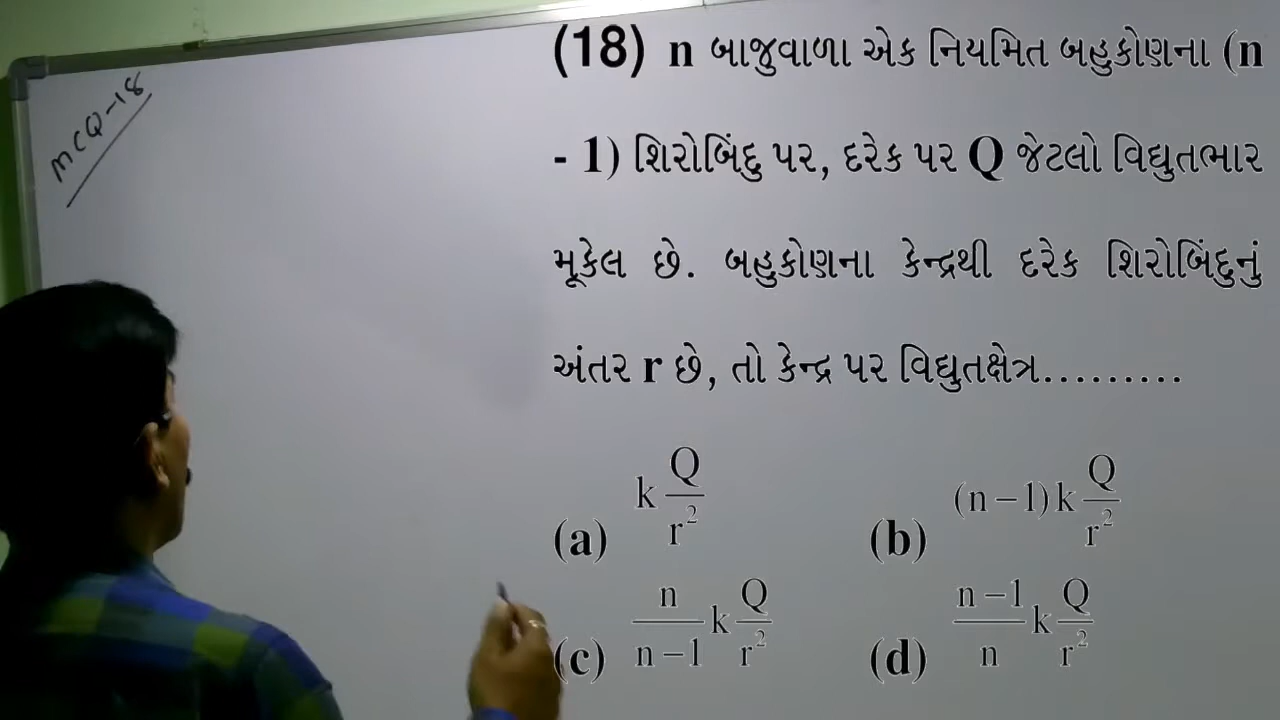 MCQ-18
(18) n બાજુવાળા એક નિયમિત બહુકોણના (n
- 1) શિરોબિંદુ પર, દરેક પર Q જેટલો વિદ્યુતભાર
મૂકેલ છે. બહુકોણના કેન્દ્રથી દરેક શિરોબિંદુનું
અંતર r છે, તો કેન્દ્ર પર વિદ્યુતક્ષેત્ર.........
(a) k Q/r² (b) (n-1) k Q/r²
(c) n/n-1 k Q/r² (d) n-1/n k Q/r²